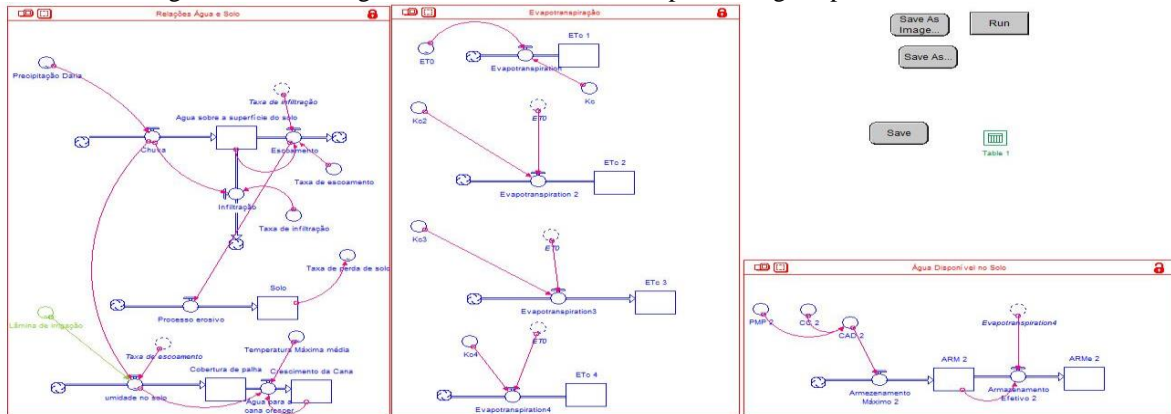 Relações Água e Solo
Precipitação Dária
Taxa de infiltração
Água sobre a superfície do solo
Chuva
Escoamento
Taxa de escoamento
Infiltração
Taxa de infiltração
Taxa de perda de solo
Solo
Processo erosivo
Lâmina de irrigação
Taxa de escoamento
Temperatura Máxima média
Cobertura de palha
Crescimento da Cana
umidade no solo
Água para a
cana crescer
Evapotranspiração
ETo 1
ET0
Evapotranspiration
Kc
Kc2
ET0
ETo 2
Evapotranspiration 2
Kc3
ET0
ETo 3
Evapotranspiration3
Kc4
ET0
ETo 4
Evapotranspiration4
Save As
Image...
Run
Save As...
Save
Table 1
Água Disponível no Solo
PMP 2
CC 2
CAD 2
Evapotranspiration4
ARM 2
ARMe 2
Armazenamento
Máximo 2
Armazenamento
Efetivo 2